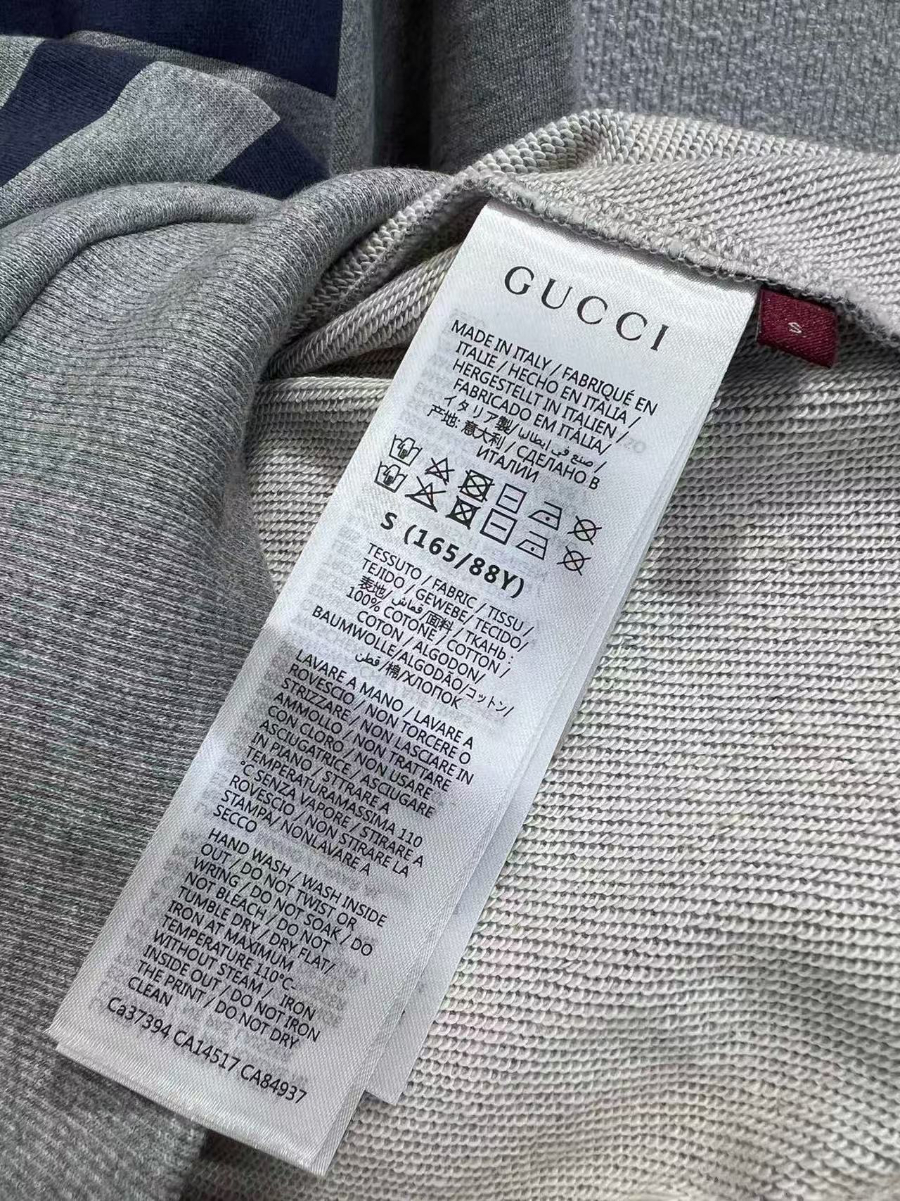 GUCCI
S
MADE IN ITALY / FABRIQUÉ EN
ITALIE / HECHO EN ITALIA /
HERGESTELLT IN ITALIEN /
FABRICADO EM ITÁLIA/
イタリア製/صنع في ايطاليا /
产地: 意大利 / СДЕЛАНО В
ИТАЛИИ
S (165/88Y)
TESSUTO / FABRIC / TISSU /
TEJIDO / GEWEBE/ TECIDO/
表地/ قماش /面料 / ТКАНЬ :
100% COTONE / COTTON /
COTON / ALGODON/
BAUMWOLLE/ALGODÃO/コットン/
قطن /棉/ХЛОПОК
LAVARE A MANO / LAVARE A
ROVESCIO / NON TORCERE O
STRIZZARE / NON LASCIARE IN
AMMOLLO / NON TRATTARE
CON CLORO / NON USARE
ASCIUGATRICE / ASCIUGARE
IN PIANO / STIRARE A
TEMPERATURAMASSIMA 110
°C SENZA VAPORE / STIRARE A
ROVESCIO / NON STIRARE LA
STAMPA/ NONLAVARE A
SECCO
HAND WASH / WASH INSIDE
OUT / DO NOT TWIST OR
WRING / DO NOT SOAK / DO
NOT BLEACH / DO NOT
TUMBLE DRY / DRY FLAT/
IRON AT MAXIMUM
TEMPERATURE 110°C-
WITHOUT STEAM / IRON
INSIDE OUT / DO NOT IRON
THE PRINT / DO NOT DRY
CLEAN
Ca37394 CA14517 CA84937